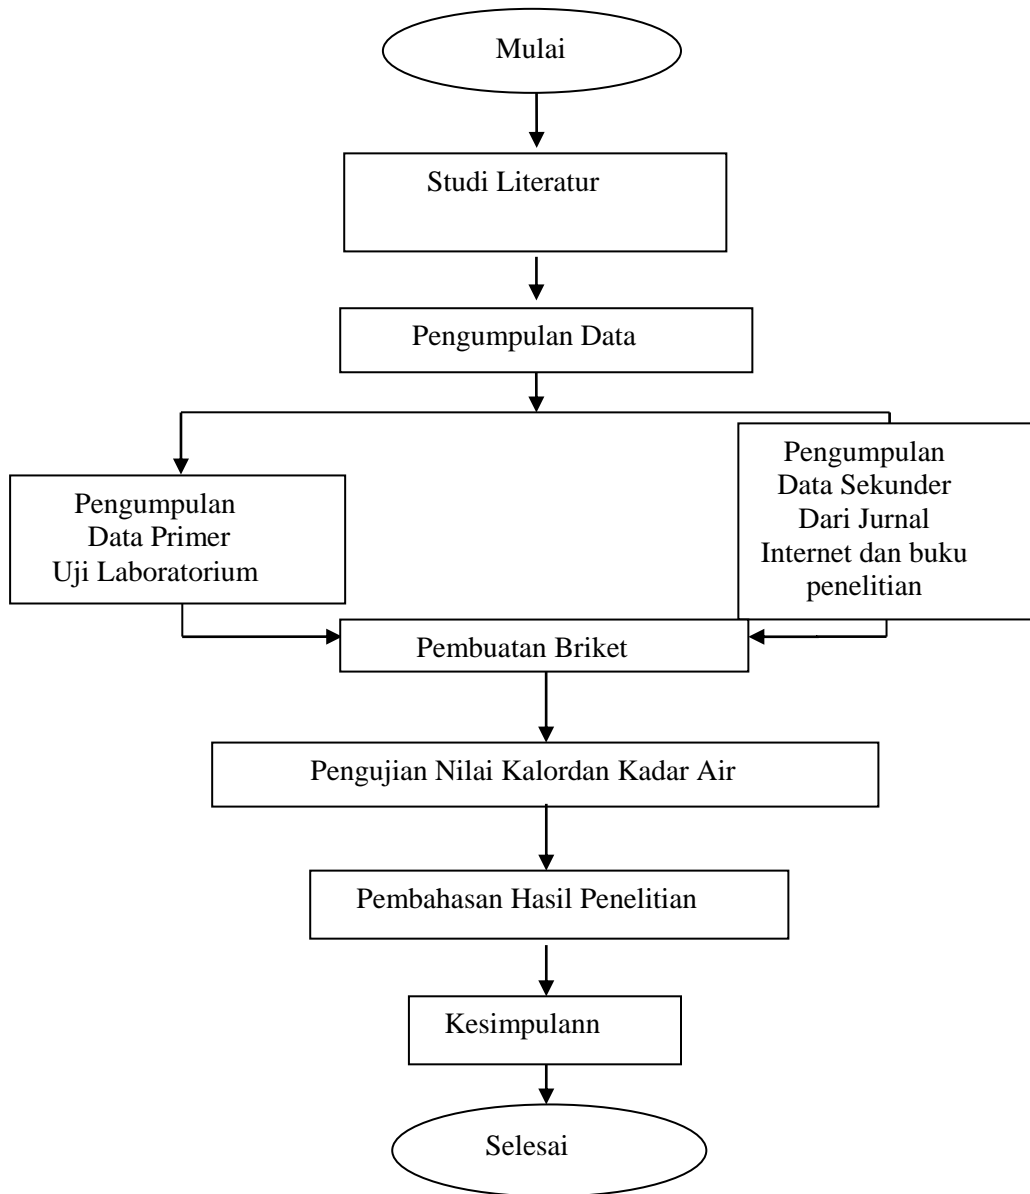 Mulai
Studi Literatur
Pengumpulan Data
Pengumpulan
Data Primer
Uji Laboratorium
Pengumpulan
Data Sekunder
Dari Jurnal
Internet dan buku
penelitian
Pembuatan Briket
Pengujian Nilai Kalordan Kadar Air
Pembahasan Hasil Penelitian
Kesimpulann
Selesai